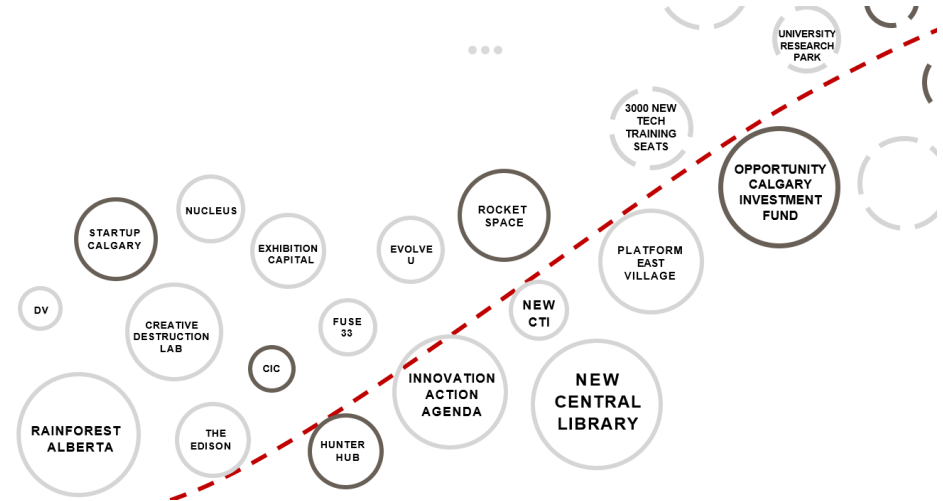 UNIVERSITY
RESEARCH
PARK
3000 NEW
TECH
TRAINING
SEATS
OPPORTUNITY
CALGARY
INVESTMENT
FUND
NUCLEUS
ROCKET
SPACE
STARTUP
CALGARY
EXHIBITION
CAPITAL
EVOLVE
U
PLATFORM
EAST
VILLAGE
DV
NEW
CTI
FUSE
33
CREATIVE
DESTRUCTION
LAB
CIC
INNOVATION
ACTION
AGENDA
NEW
CENTRAL
LIBRARY
RAINFOREST
ALBERTA
THE
EDISON
HUNTER
HUB